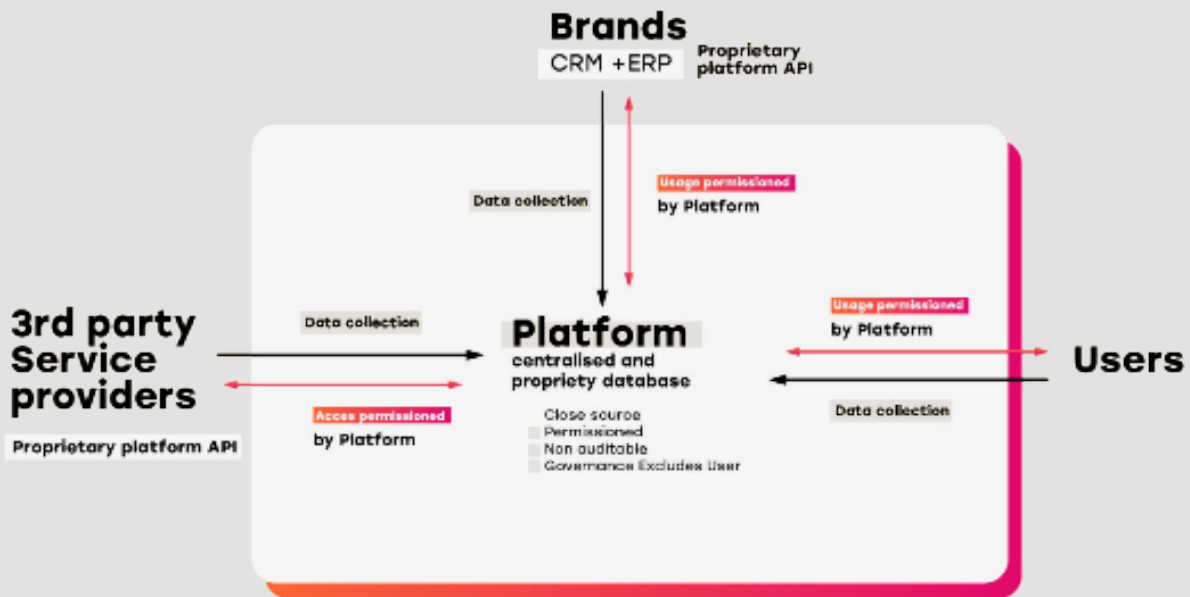 Brands
CRM +ERP
Proprietary
platform API
Data collection
Usage permissioned
by Platform
3rd party
Service
providers
Proprietary platform API
Data collection
Acces permissioned
by Platform
Platform
centralised and
propriety database
Close source
Permissioned
Non auditable
Governance Excludes User
Usage permissioned
by Platform
Data collection
Users